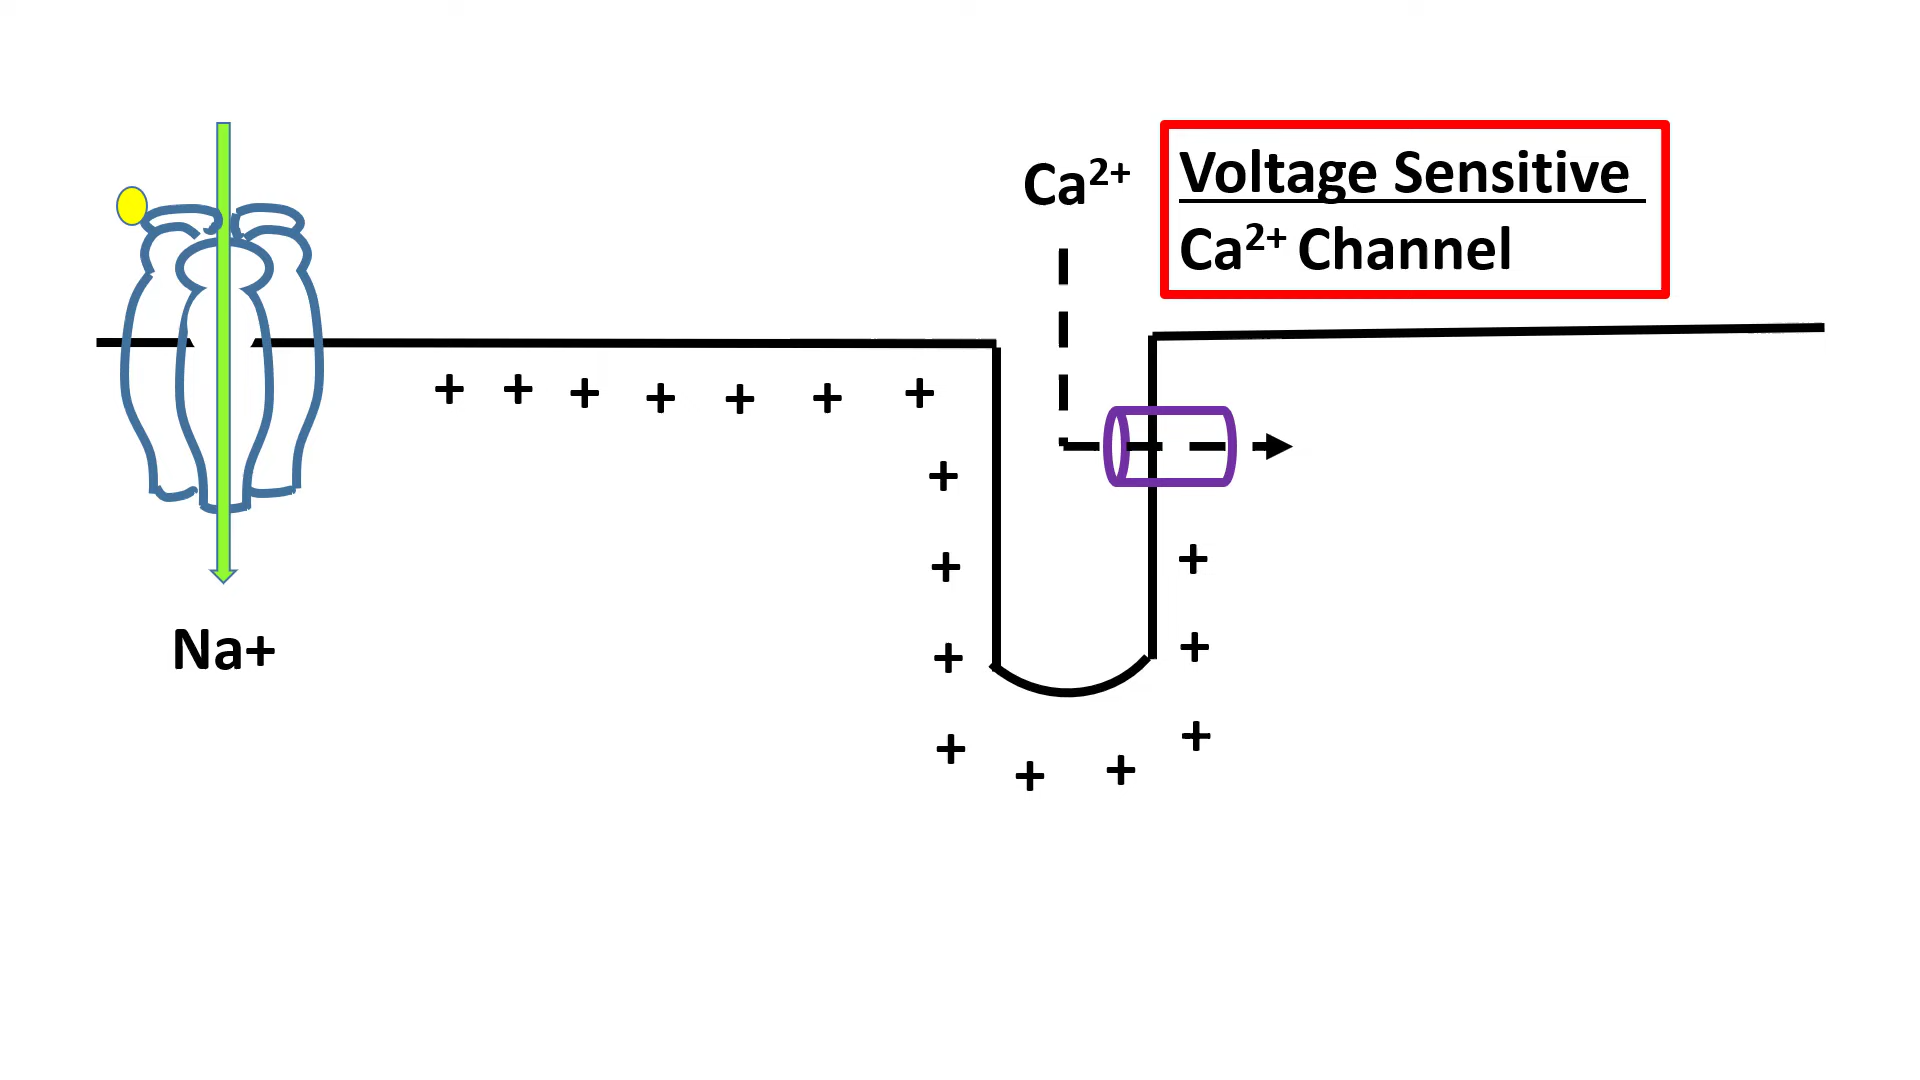 Ca²⁺
Voltage Sensitive
Ca²⁺ Channel
+ + + + + + +
+
+ +
+ +
+ + + +
Na+